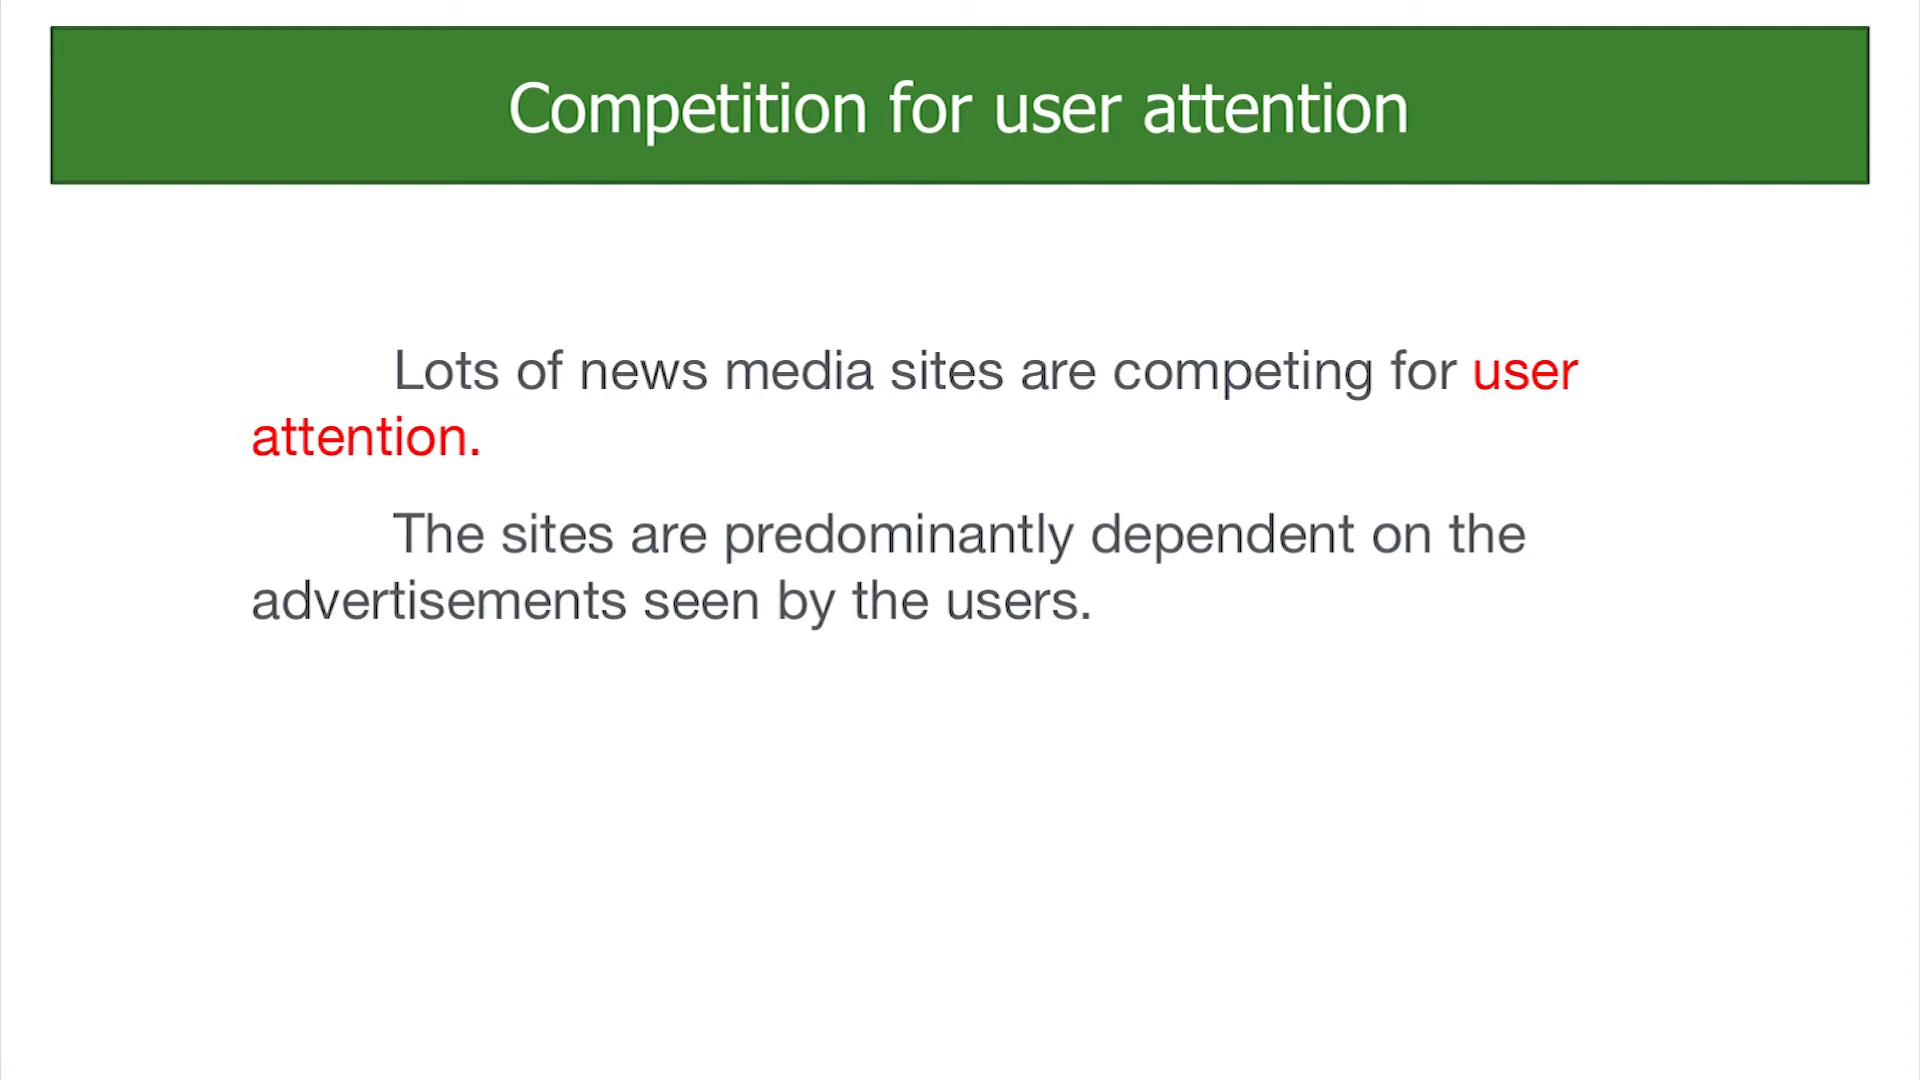 Competition for user attention
Lots of news media sites are competing for user
attention.
The sites are predominantly dependent on the
advertisements seen by the users.